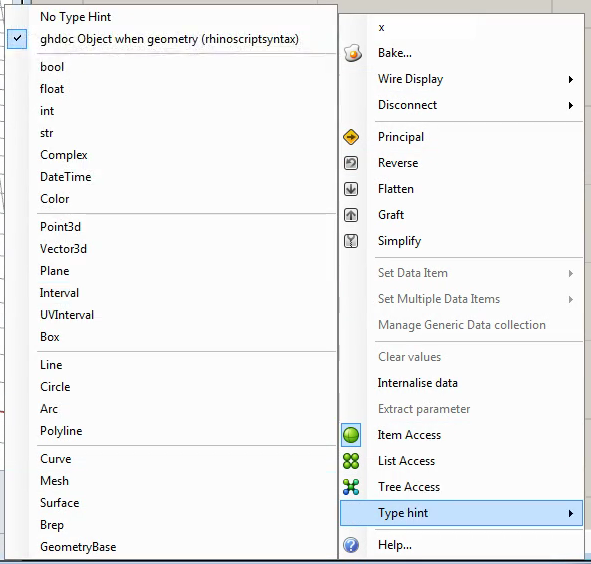 No Type Hint
ghdoc Object when geometry (rhinoscriptsyntax)
bool
float
int
str
Complex
DateTime
Color
Point3d
Vector3d
Plane
Interval
UVInterval
Box
Line
Circle
Arc
Polyline
Curve
Mesh
Surface
Brep
GeometryBase
x
Bake...
Wire Display
Disconnect
Principal
Reverse
Flatten
Graft
Simplify
Set Data Item
Set Multiple Data Items
Manage Generic Data collection
Clear values
Internalise data
Extract parameter
Item Access
List Access
Tree Access
Type hint
Help...